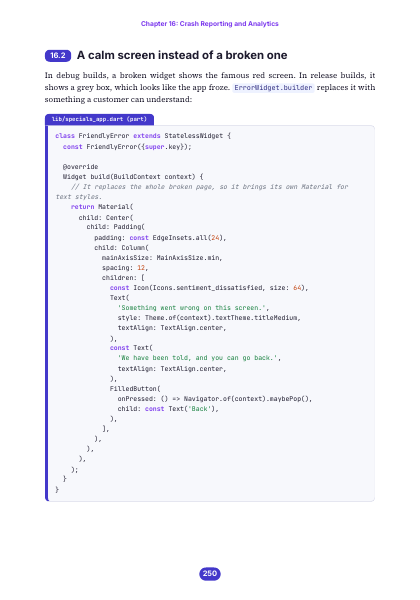 Chapter 16: Crash Reporting and Analytics
16.2 A calm screen instead of a broken one
In debug builds, a broken widget shows the famous red screen. In release builds, it
shows a grey box, which looks like the app froze. ErrorWidget.builder replaces it with
something a customer can understand:
lib/specials_app.dart (part)
class FriendlyError extends StatelessWidget {
  const FriendlyError({super.key});

  @override
  Widget build(BuildContext context) {
    // It replaces the whole broken page, so it brings its own Material for
text styles.
    return Material(
      child: Center(
        child: Padding(
          padding: const EdgeInsets.all(24),
          child: Column(
            mainAxisSize: MainAxisSize.min,
            spacing: 12,
            children: [
              const Icon(Icons.sentiment_dissatisfied, size: 64),
              Text(
                'Something went wrong on this screen.',
                style: Theme.of(context).textTheme.titleMedium,
                textAlign: TextAlign.center,
              ),
              const Text(
                'We have been told, and you can go back.',
                textAlign: TextAlign.center,
              ),
              FilledButton(
                onPressed: () => Navigator.of(context).maybePop(),
                child: const Text('Back'),
              ),
            ],
          ),
        ),
      ),
    );
  }
}
250